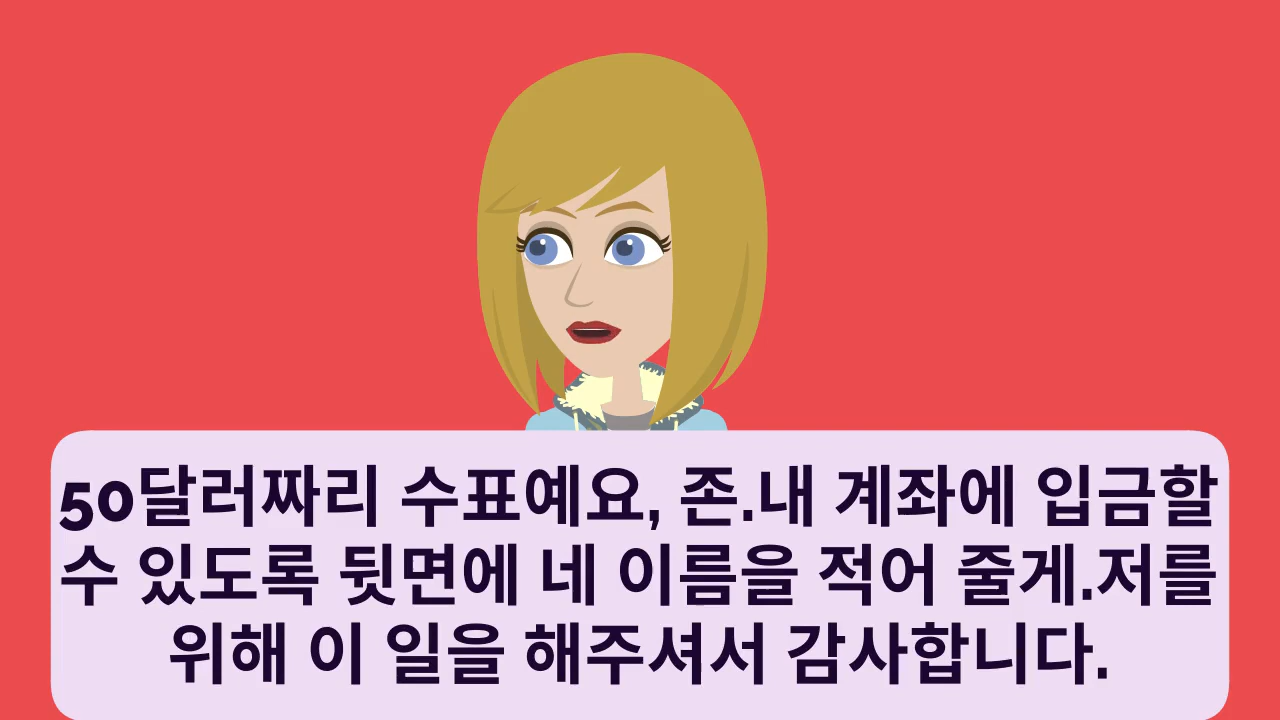 50달러짜리 수표예요, 존.내 계좌에 입금할
수 있도록 뒷면에 네 이름을 적어 줄게.저를
위해 이 일을 해주셔서 감사합니다.